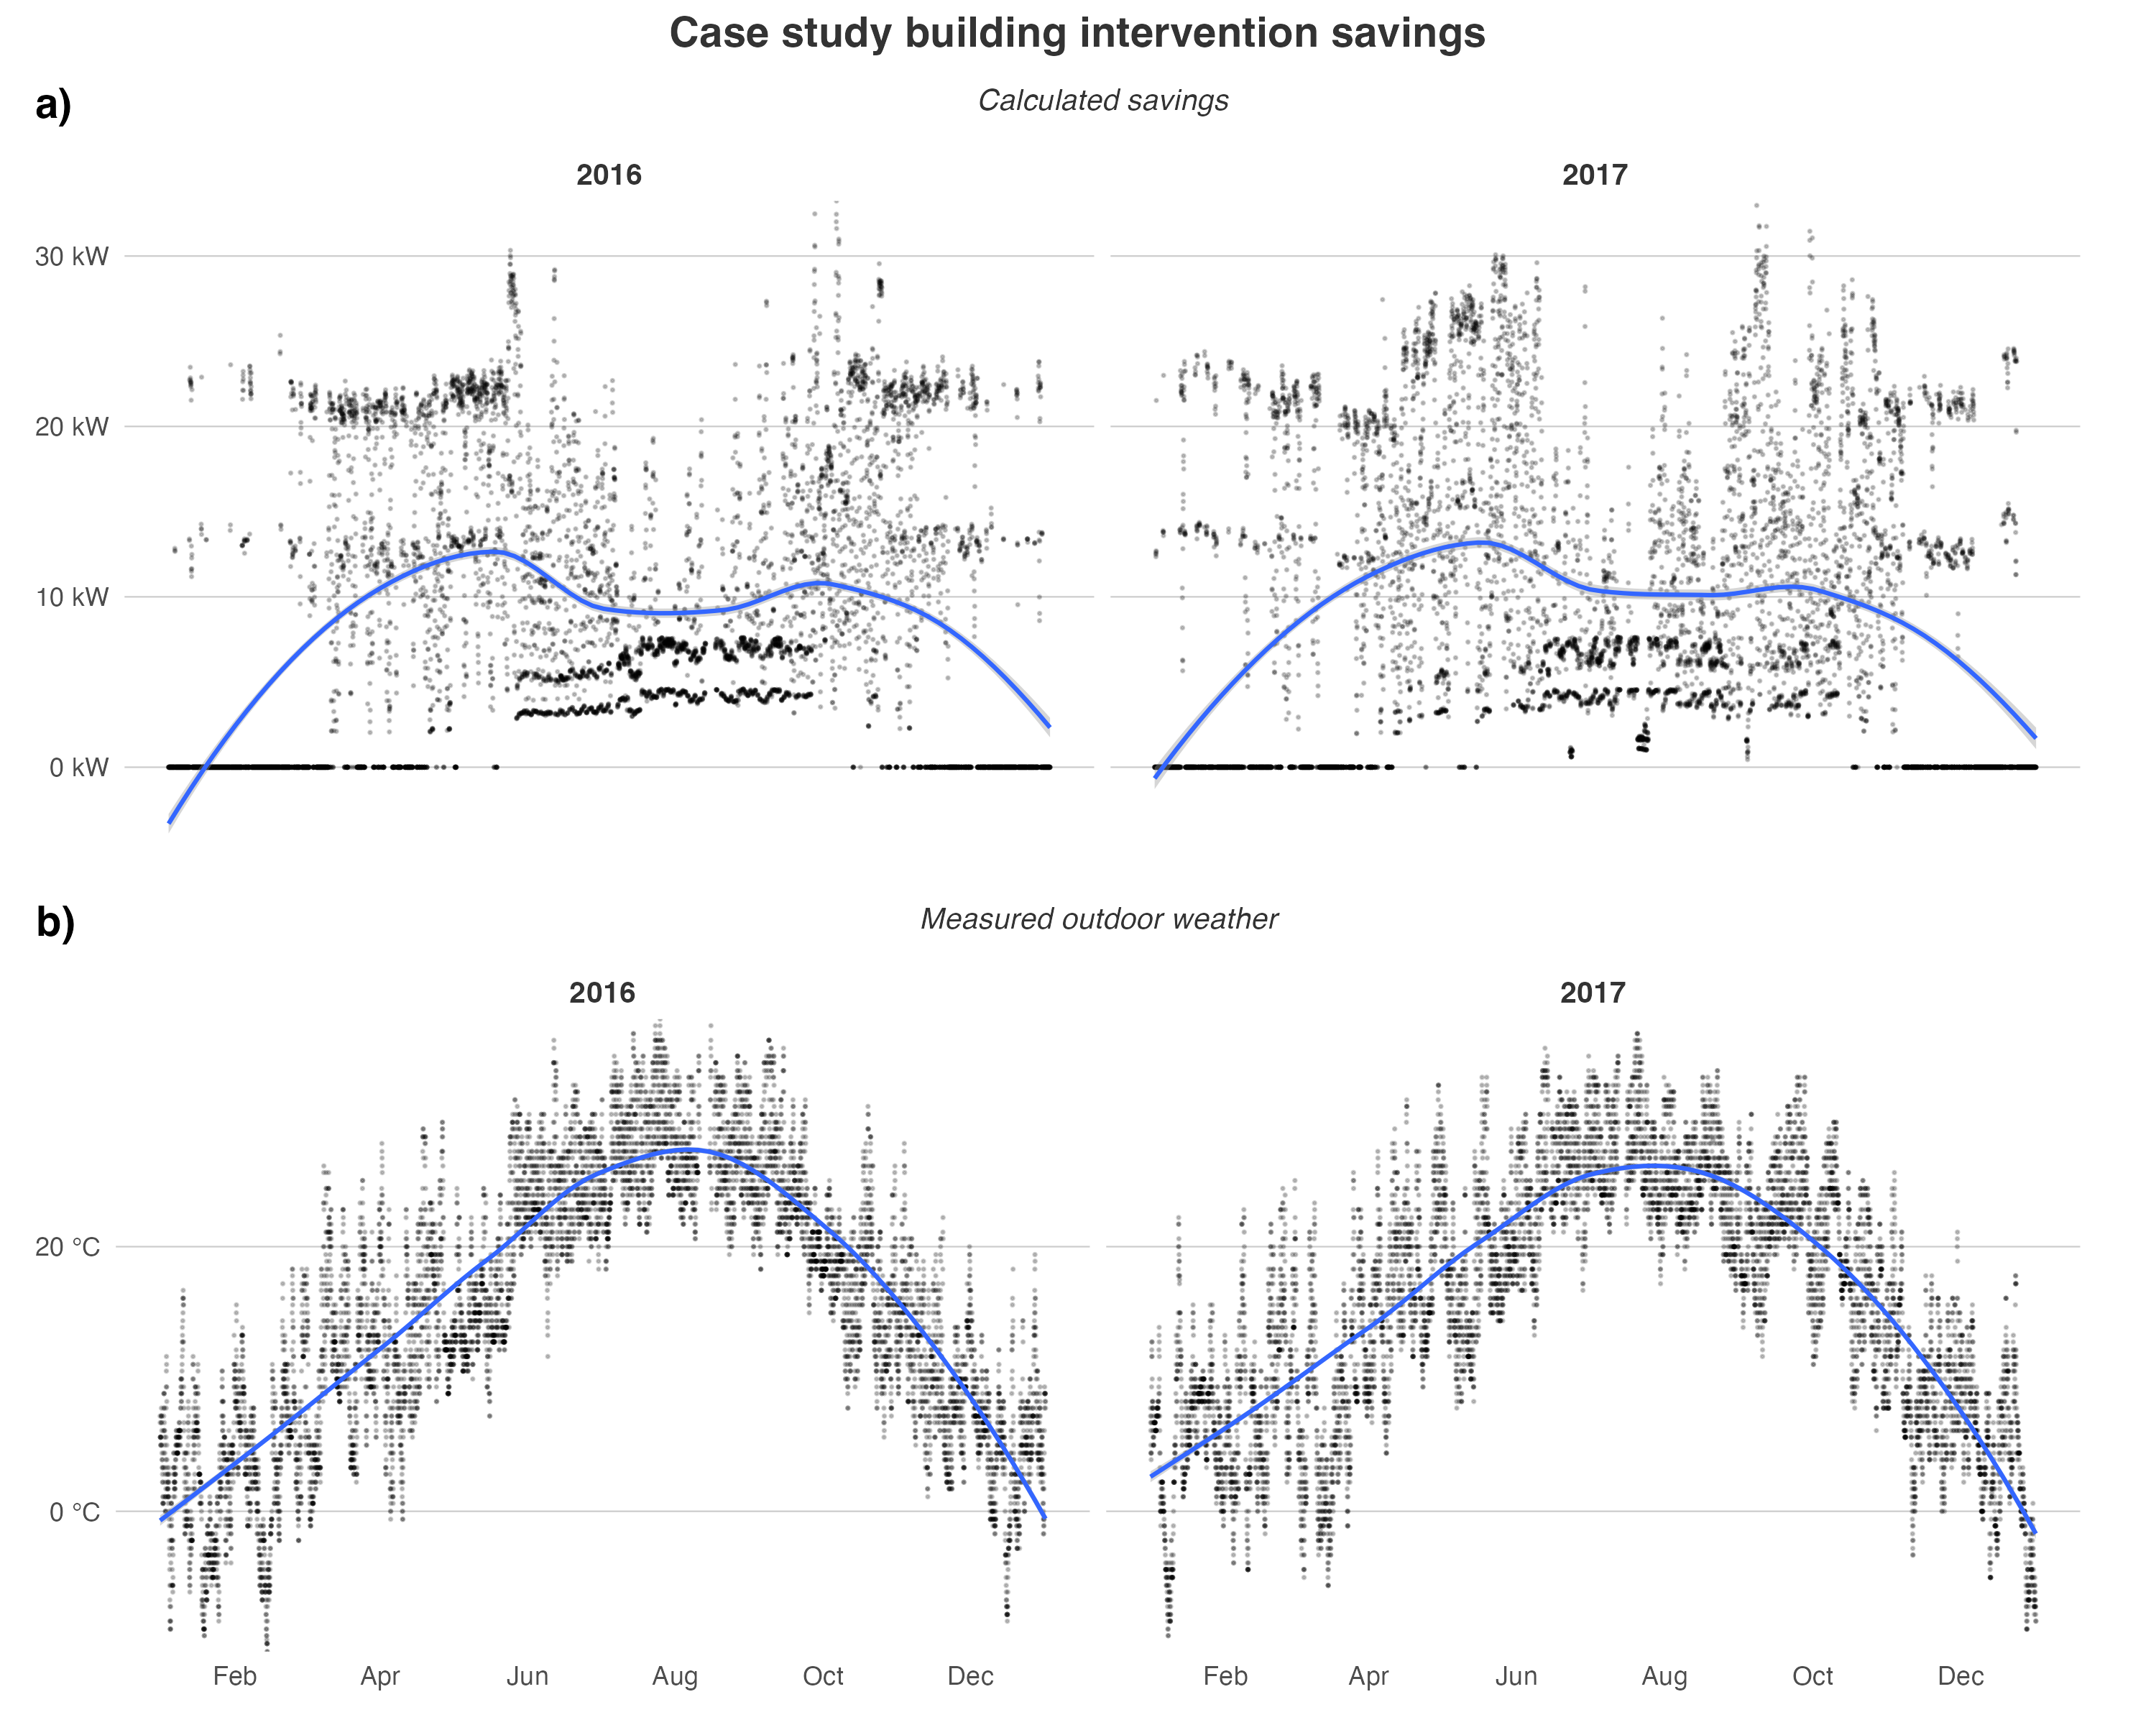 Case study building intervention savings
a)
Calculated savings
2016
2017
30 kW
20 kW
10 kW
0 kW
b)
Measured outdoor weather
2016
2017
20 °C
0 °C
Feb Apr Jun Aug Oct Dec Feb Apr Jun Aug Oct Dec